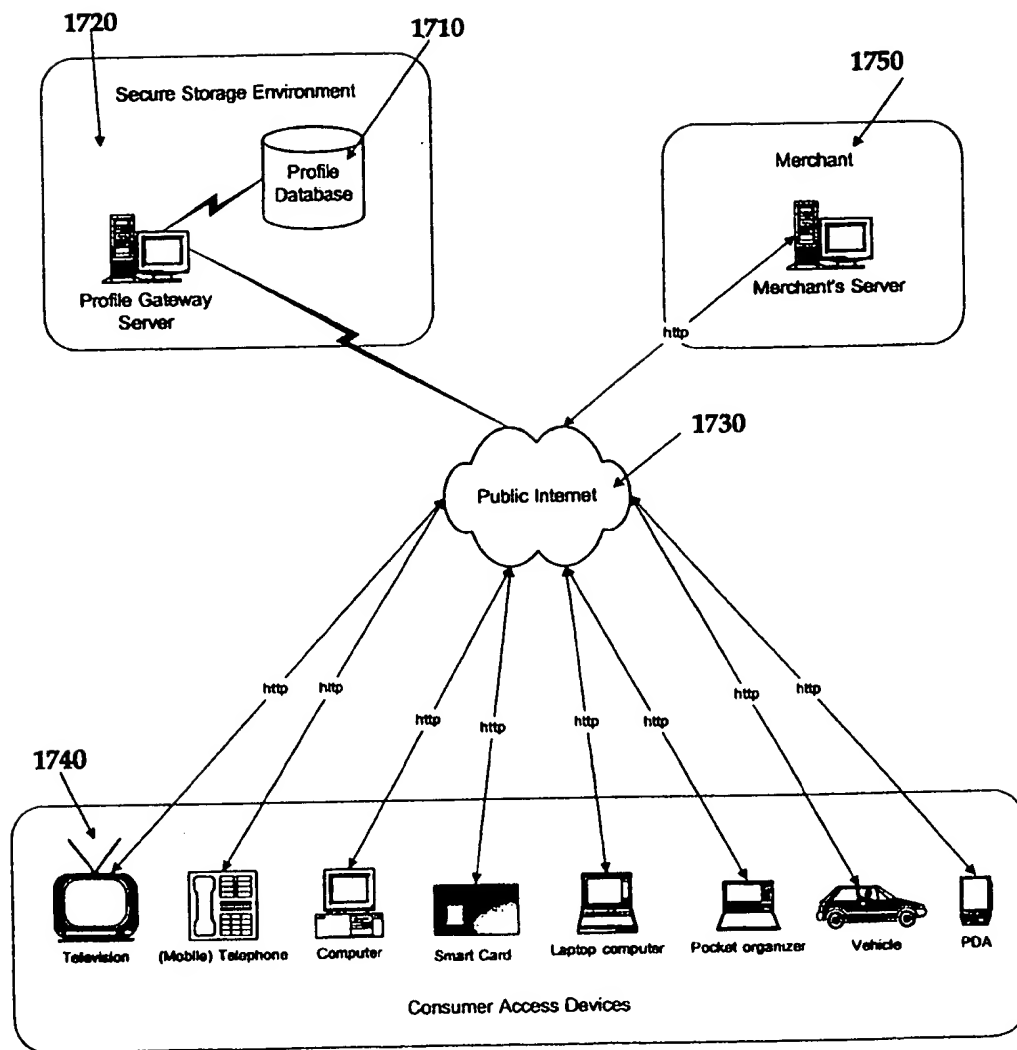 1720
1710
1750
Secure Storage Environment
Profile
Database
Profile Gateway
Server
Merchant
Merchant's Server
http
1730
Public Internet
http
http
http
http
http
http
http
http
1740
Television
(Mobile) Telephone
Computer
Smart Card
Laptop computer
Pocket organizer
Vehicle
PDA
Consumer Access Devices